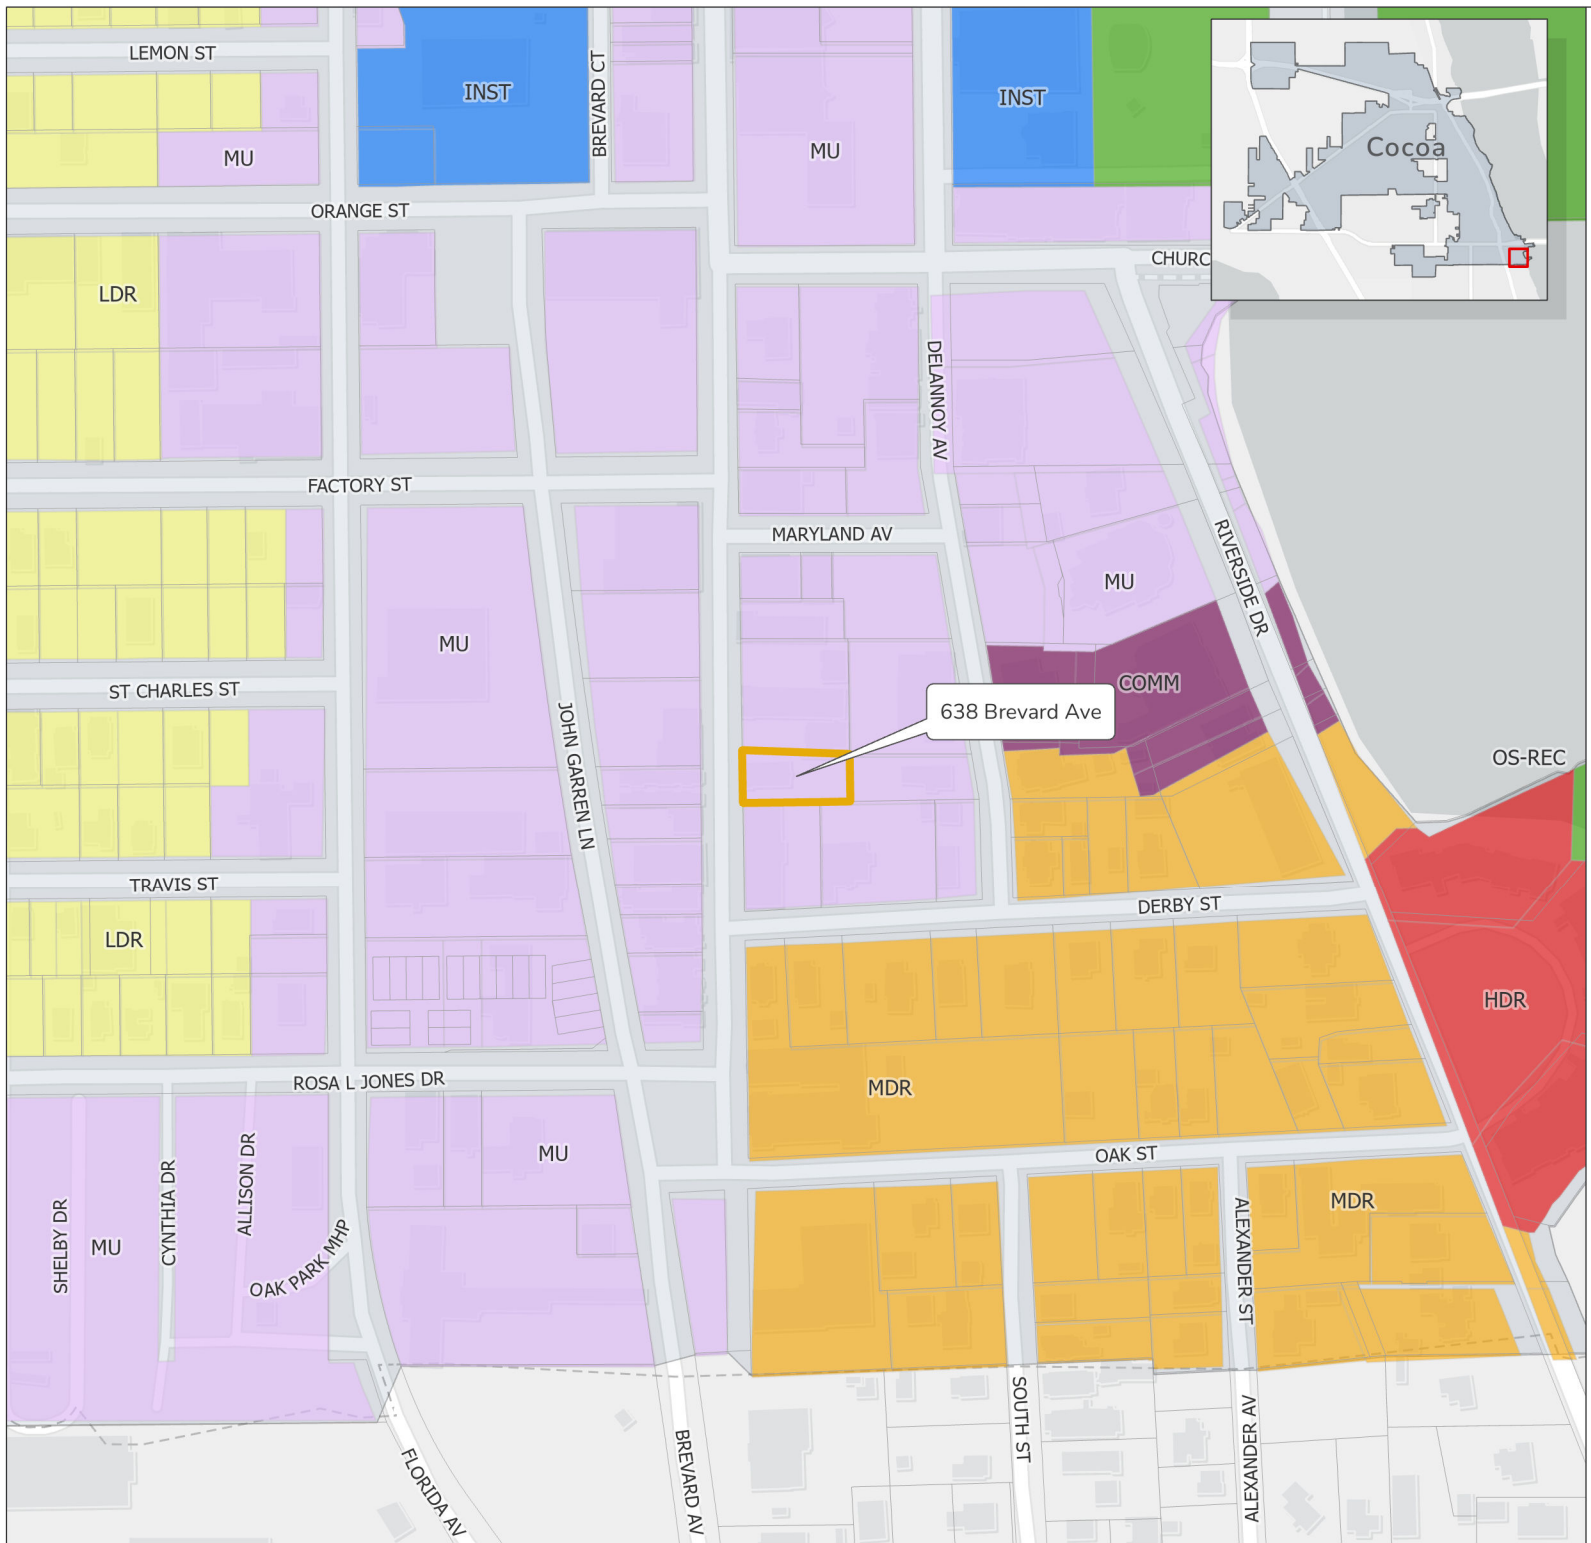 LEMON ST
INST
BREVARD CT
INST
MU
MU
Cocoa
ORANGE ST
CHURC
LDR
DELANNOY AV
FACTORY ST
MARYLAND AV
RIVERSIDE DR
MU
MU
COMM
ST CHARLES ST
638 Brevard Ave
JOHN GARREN LN
OS-REC
TRAVIS ST
DERBY ST
LDR
HDR
ROSA L JONES DR
MDR
MU
OAK ST
SHELBY DR
MU
CYNTHIA DR
ALLISON DR
OAK PARK MHP
MDR
ALEXANDER ST
FLORIDA AV
BREVARD AV
SOUTH ST
ALEXANDER AV